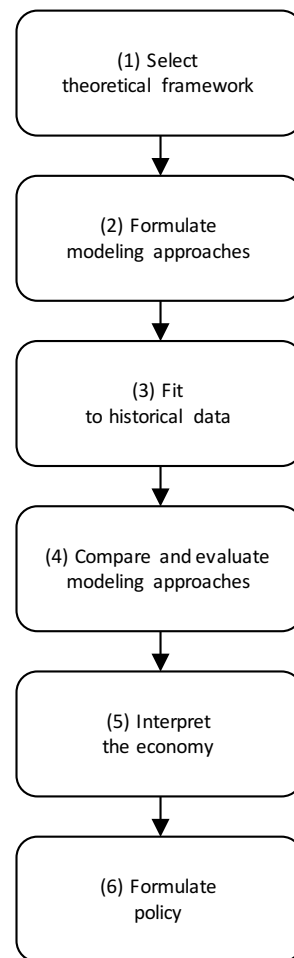 (1) Select
theoretical framework
(2) Formulate
modeling approaches
(3) Fit
to historical data
(4) Compare and evaluate
modeling approaches
(5) Interpret
the economy
(6) Formulate
policy